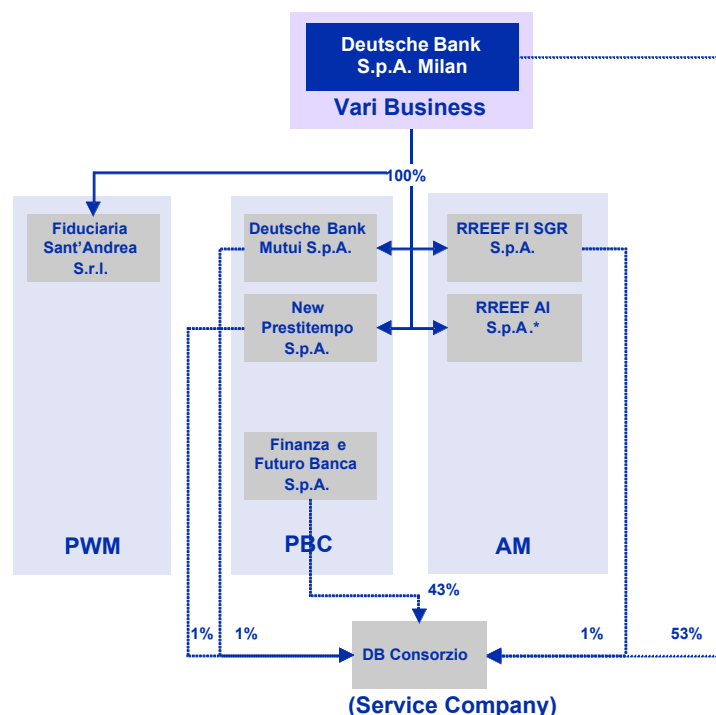 Deutsche Bank
S.p.A. Milan
Vari Business
100%
Fiduciaria
Sant'Andrea
S.r.l.
Deutsche Bank
Mutui S.p.A.
RREEF FI SGR
S.p.A.
New
Prestitempo
S.p.A.
RREEF AI
S.p.A.*
Finanza e
Futuro Banca
S.p.A.
PWM
PBC
AM
43%
1%
1%
1%
53%
DB Consorzio
(Service Company)